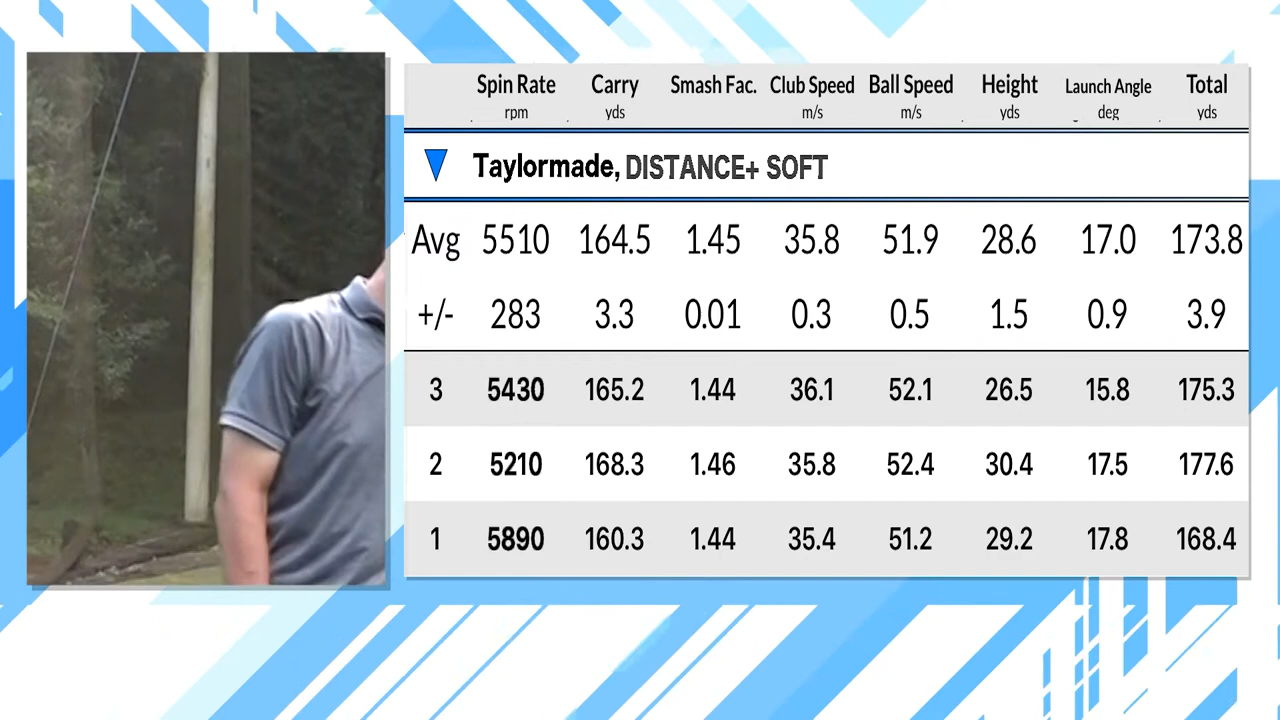 Spin Rate Carry Smash Fac. Club Speed Ball Speed Height Launch Angle Total
rpm yds m/s m/s yds deg yds
Taylormade, DISTANCE+ SOFT
Avg 5510 164.5 1.45 35.8 51.9 28.6 17.0 173.8
+/- 283 3.3 0.01 0.3 0.5 1.5 0.9 3.9
3 5430 165.2 1.44 36.1 52.1 26.5 15.8 175.3
2 5210 168.3 1.46 35.8 52.4 30.4 17.5 177.6
1 5890 160.3 1.44 35.4 51.2 29.2 17.8 168.4